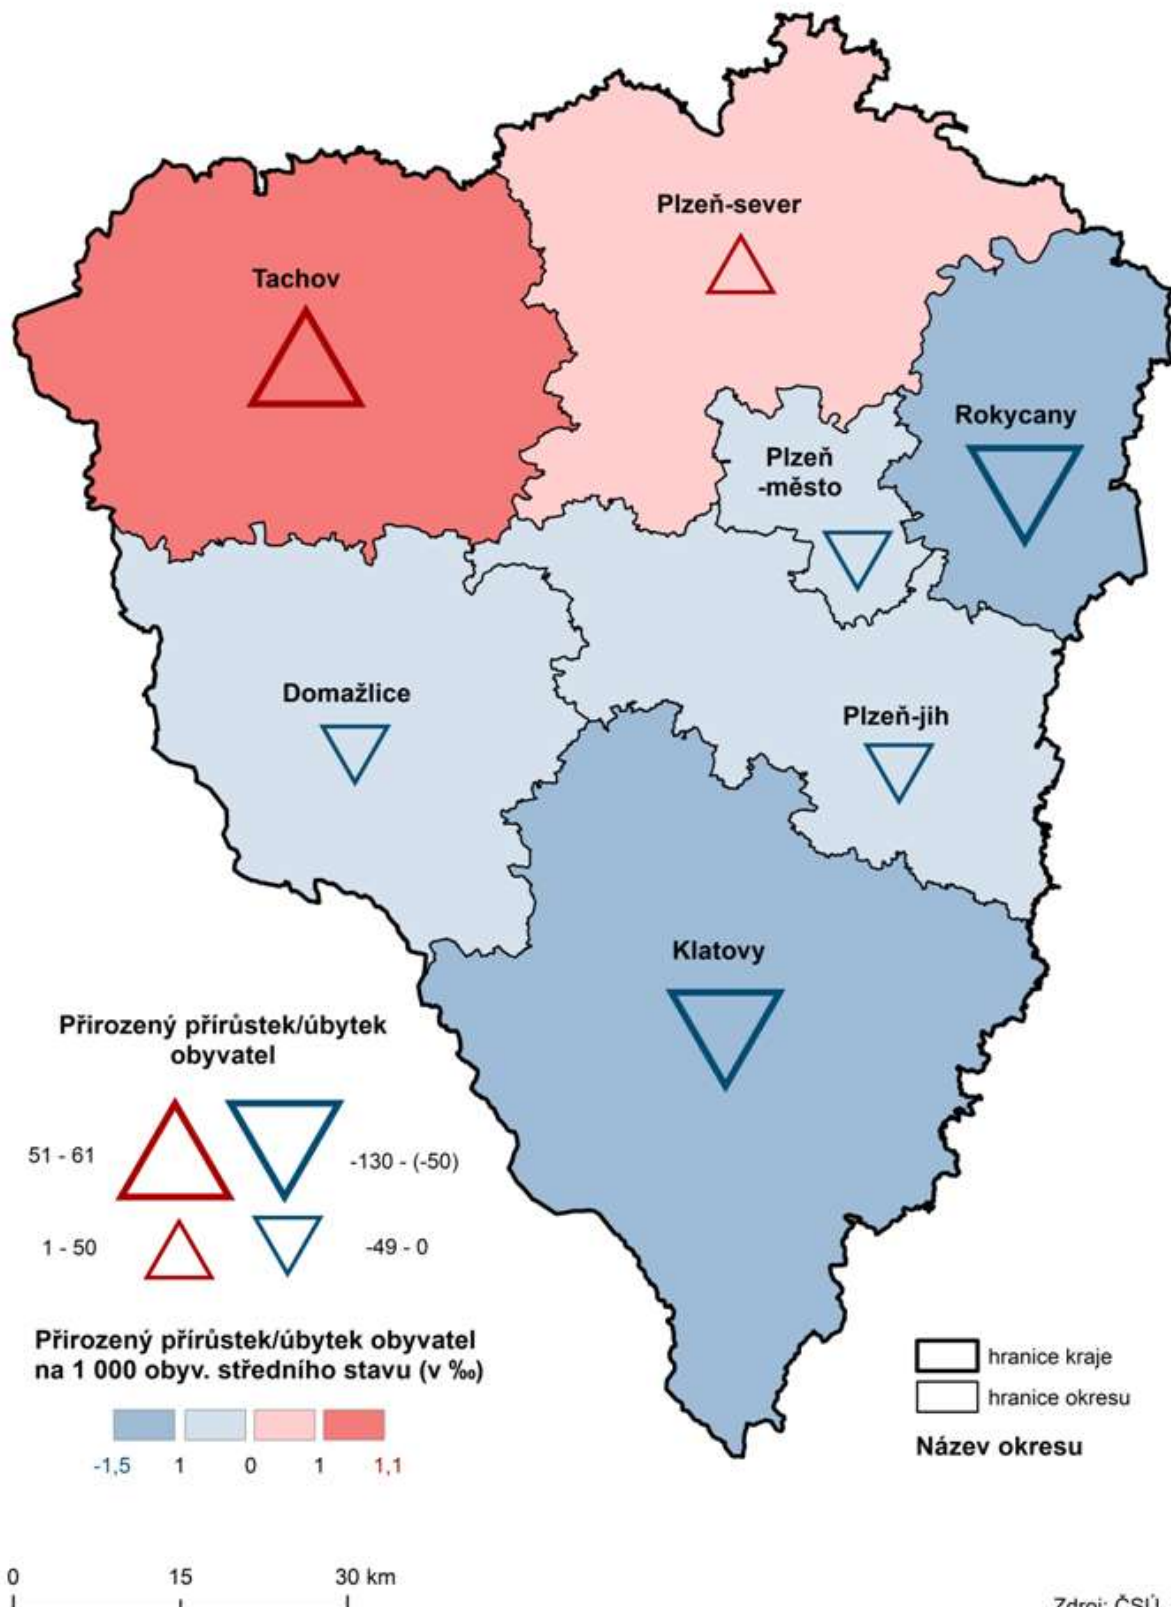 Plzeň-sever
Tachov
Rokycany
Plzeň
-město
Domažlice
Plzeň-jih
Klatovy
Přirozený přírůstek/úbytek
obyvatel
51 - 61
-130 - (-50)
1 - 50
-49 - 0
Přirozený přírůstek/úbytek obyvatel
na 1 000 obyv. středního stavu (v ‰)
-1,5 1 0 1 1,1
hranice kraje
hranice okresu
Název okresu
0 15 30 km
Zdroj: ČSÚ